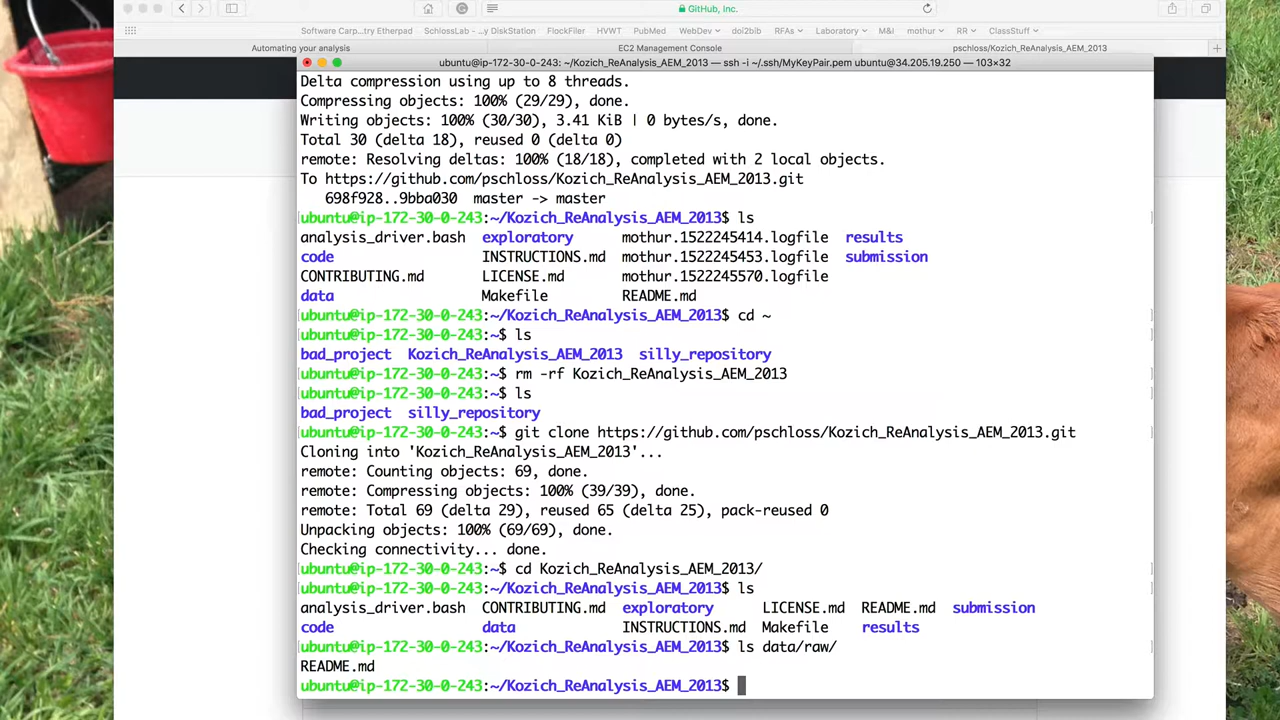 GitHub, Inc.
Software Carp...try Etherpad SchlossLab - ...y DiskStation FlockFiler HVWT PubMed WebDev doi2bib RFAs Laboratory M&I mothur RR ClassStuff
Automating your analysis EC2 Management Console pschloss/Kozich_ReAnalysis_AEM_2013
ubuntu@ip-172-30-0-243: ~/Kozich_ReAnalysis_AEM_2013 — ssh -i ~/.ssh/MyKeyPair.pem ubuntu@34.205.19.250 — 103×32
Delta compression using up to 8 threads.
Compressing objects: 100% (29/29), done.
Writing objects: 100% (30/30), 3.41 KiB | 0 bytes/s, done.
Total 30 (delta 18), reused 0 (delta 0)
remote: Resolving deltas: 100% (18/18), completed with 2 local objects.
To https://github.com/pschloss/Kozich_ReAnalysis_AEM_2013.git
698f928..9bba030 master -> master
ubuntu@ip-172-30-0-243:~/Kozich_ReAnalysis_AEM_2013$ ls
analysis_driver.bash exploratory mothur.1522245414.logfile results
code INSTRUCTIONS.md mothur.1522245453.logfile submission
CONTRIBUTING.md LICENSE.md mothur.1522245570.logfile
data Makefile README.md
ubuntu@ip-172-30-0-243:~/Kozich_ReAnalysis_AEM_2013$ cd ~
ubuntu@ip-172-30-0-243:~$ ls
bad_project Kozich_ReAnalysis_AEM_2013 silly_repository
ubuntu@ip-172-30-0-243:~$ rm -rf Kozich_ReAnalysis_AEM_2013
ubuntu@ip-172-30-0-243:~$ ls
bad_project silly_repository
ubuntu@ip-172-30-0-243:~$ git clone https://github.com/pschloss/Kozich_ReAnalysis_AEM_2013.git
Cloning into 'Kozich_ReAnalysis_AEM_2013'...
remote: Counting objects: 69, done.
remote: Compressing objects: 100% (39/39), done.
remote: Total 69 (delta 29), reused 65 (delta 25), pack-reused 0
Unpacking objects: 100% (69/69), done.
Checking connectivity... done.
ubuntu@ip-172-30-0-243:~$ cd Kozich_ReAnalysis_AEM_2013/
ubuntu@ip-172-30-0-243:~/Kozich_ReAnalysis_AEM_2013$ ls
analysis_driver.bash CONTRIBUTING.md exploratory LICENSE.md README.md submission
code data INSTRUCTIONS.md Makefile results
ubuntu@ip-172-30-0-243:~/Kozich_ReAnalysis_AEM_2013$ ls data/raw/
README.md
ubuntu@ip-172-30-0-243:~/Kozich_ReAnalysis_AEM_2013$